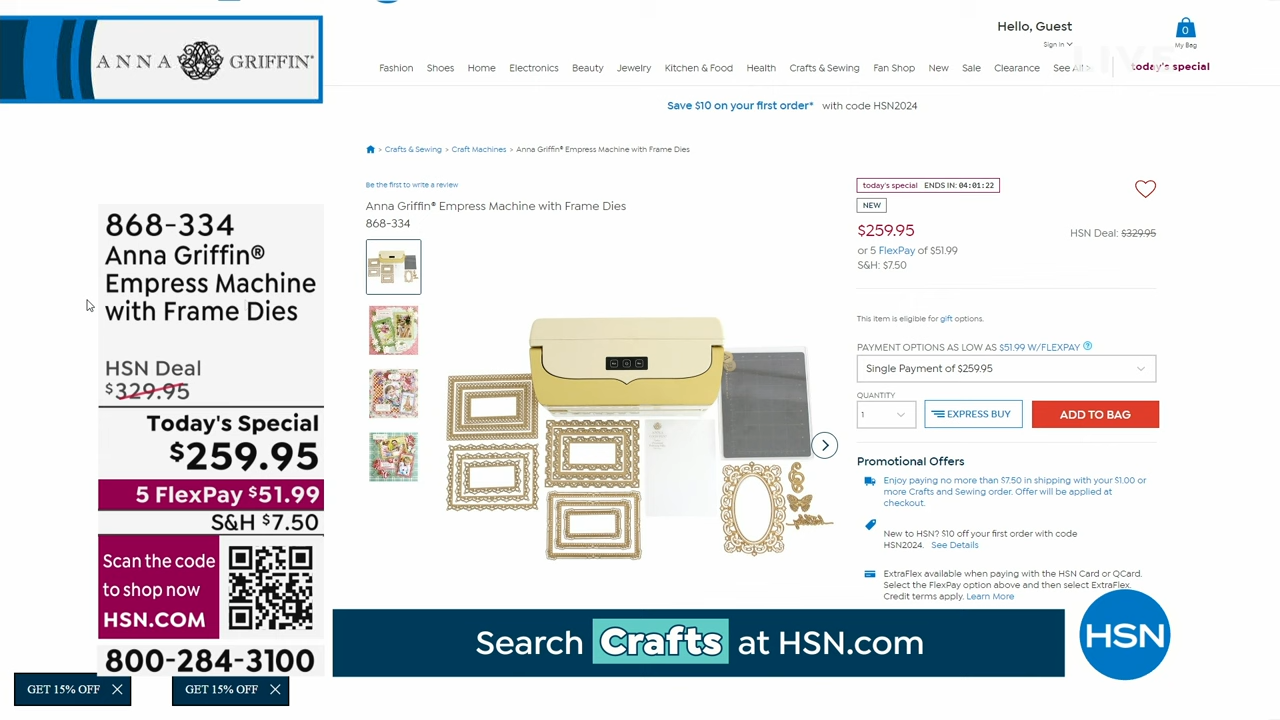 ANNA GRIFFIN®
Hello, Guest
Sign In
0
My Bag
LIVE
Fashion Shoes Home Electronics Beauty Jewelry Kitchen & Food Health Crafts & Sewing Fan Shop New Sale Clearance See All today's special
Save $10 on your first order* with code HSN2024
> Crafts & Sewing > Craft Machines > Anna Griffin® Empress Machine with Frame Dies
Be the first to write a review
Anna Griffin® Empress Machine with Frame Dies
868-334
today's special ENDS IN: 04:01:22
NEW
$259.95
HSN Deal: $329.95
or 5 FlexPay of $51.99
S&H: $7.50
This item is eligible for gift options.
PAYMENT OPTIONS AS LOW AS $51.99 W/FLEXPAY ?
Single Payment of $259.95
QUANTITY
1
EXPRESS BUY
ADD TO BAG
Promotional Offers
Enjoy paying no more than $7.50 in shipping with your $1.00 or
more Crafts and Sewing order. Offer will be applied at
checkout.
New to HSN? $10 off your first order with code
HSN2024. See Details
ExtraFlex available when paying with the HSN Card or QCard.
Select the FlexPay option above and then select ExtraFlex.
Credit terms apply. Learn More
868-334
Anna Griffin®
Empress Machine
with Frame Dies
HSN Deal
$329.95
Today's Special
$259.95
5 FlexPay $51.99
S&H $7.50
Scan the code
to shop now
HSN.COM
800-284-3100
Search Crafts at HSN.com
HSN
GET 15% OFF
GET 15% OFF